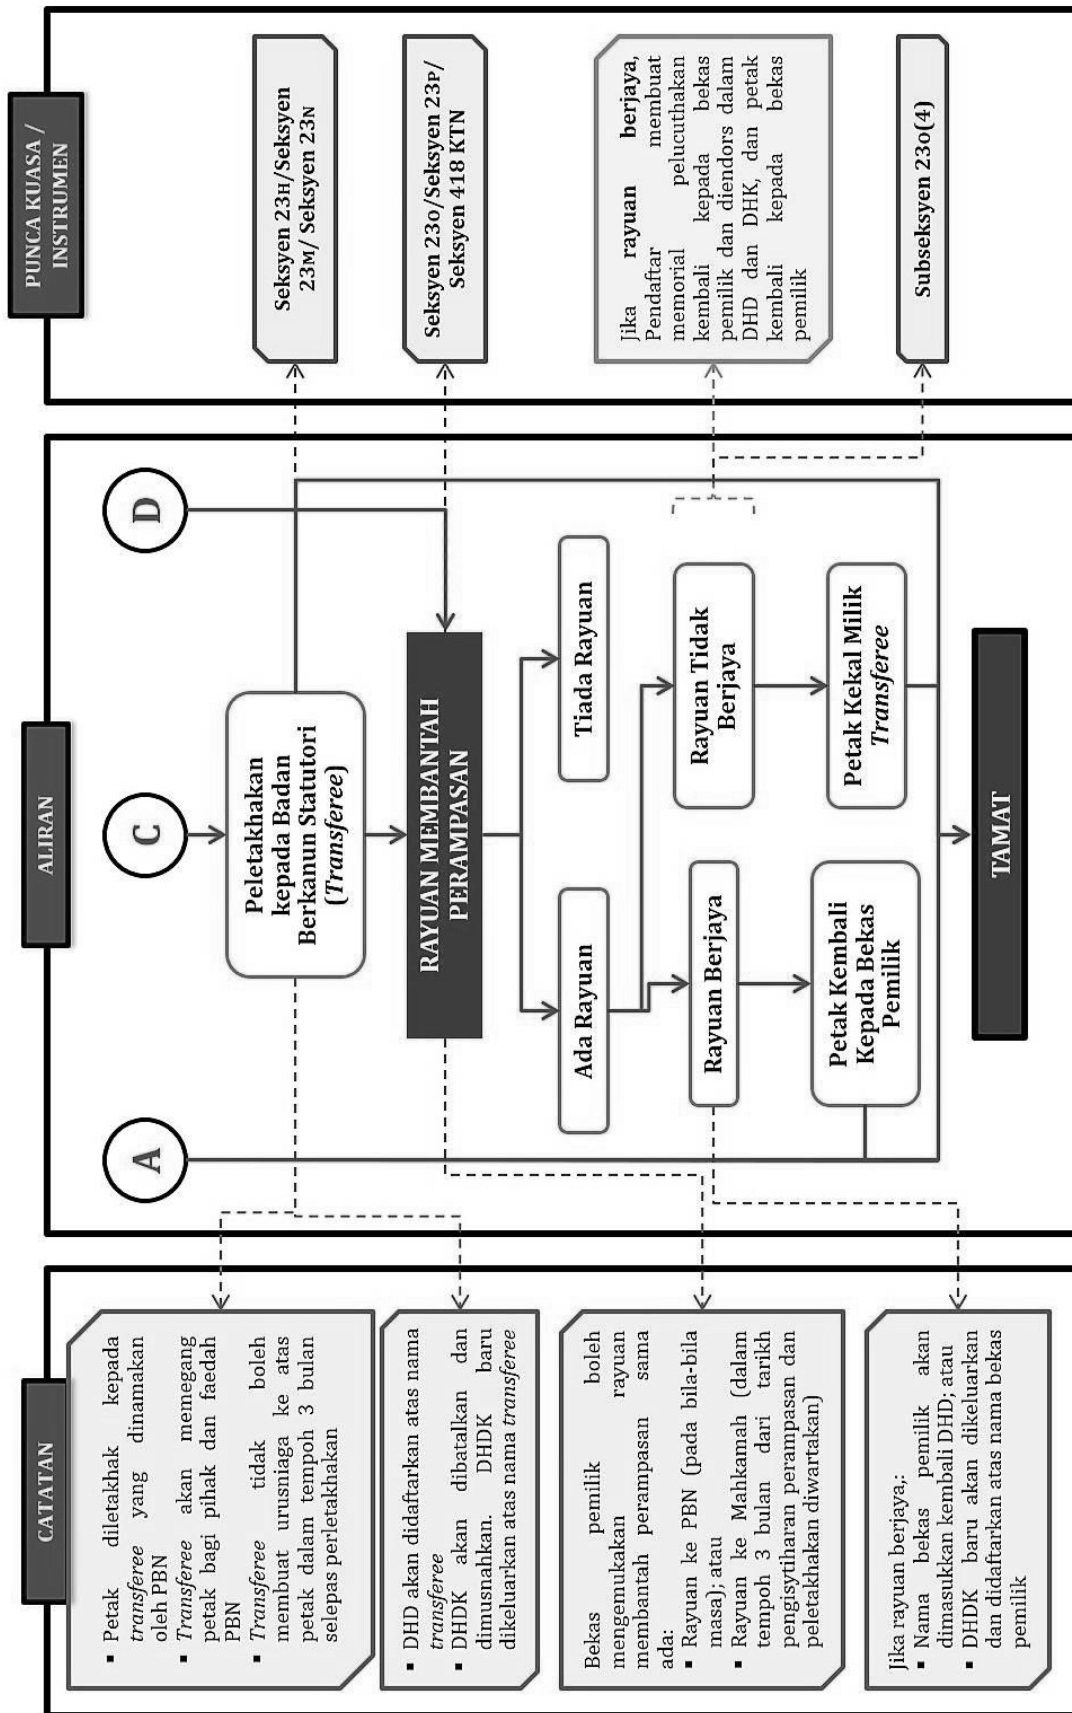 CATATAN
▪ Petak diletakhak kepada
transferee yang dinamakan
oleh PBN
▪ Transferee akan memegang
petak bagi pihak dan faedah
PBN
▪ Transferee tidak boleh
membuat urusniaga ke atas
petak dalam tempoh 3 bulan
selepas perletakhakan
▪ DHD akan didaftarkan atas nama
transferee
▪ DHDK akan dibatalkan dan
dimusnahkan. DHDK baru
dikeluarkan atas nama transferee
Bekas pemilik boleh
mengemukakan rayuan
membantah perampasan sama
ada:
▪ Rayuan ke PBN (pada bila-bila
masa); atau
▪ Rayuan ke Mahkamah (dalam
tempoh 3 bulan dari tarikh
pengisytiharan perampasan dan
peletakhakan diwartakan)
Jika rayuan berjaya,:
▪ Nama bekas pemilik akan
dimasukkan kembali DHD; atau
▪ DHDK baru akan dikeluarkan
dan didaftarkan atas nama bekas
pemilik
ALIRAN
A
C
D
Peletakhakan
kepada Badan
Berkanun Statutori
(Transferee)
RAYUAN MEMBANTAH
PERAMPASAN
Ada Rayuan
Tiada Rayuan
Rayuan Berjaya
Rayuan Tidak
Berjaya
Petak Kembali
Kepada Bekas
Pemilik
Petak Kekal Milik
Transferee
TAMAT
PUNCA KUASA /
INSTRUMEN
Seksyen 23H/Seksyen
23M/ Seksyen 23N
Seksyen 23O/Seksyen 23P/
Seksyen 418 KTN
Jika rayuan berjaya,
Pendaftar membuat
memorial pelucuthakan
kembali kepada bekas
pemilik dan diendors dalam
DHD dan DHK, dan petak
kembali kepada bekas
pemilik
Subseksyen 23O(4)